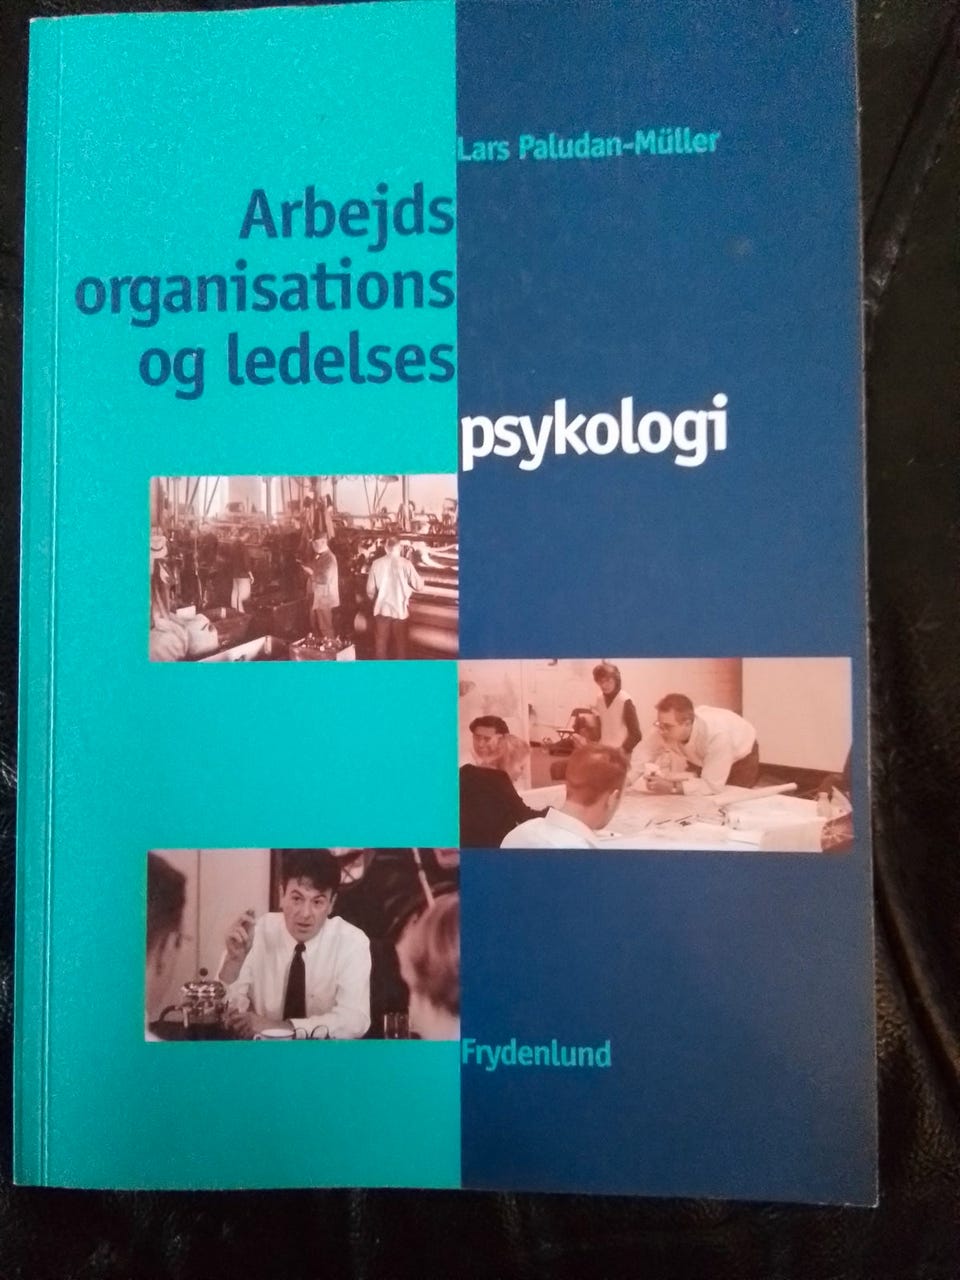 Lars Paludan-Müller
Arbejds
organisations
og ledelses
psykologi
Frydenlund